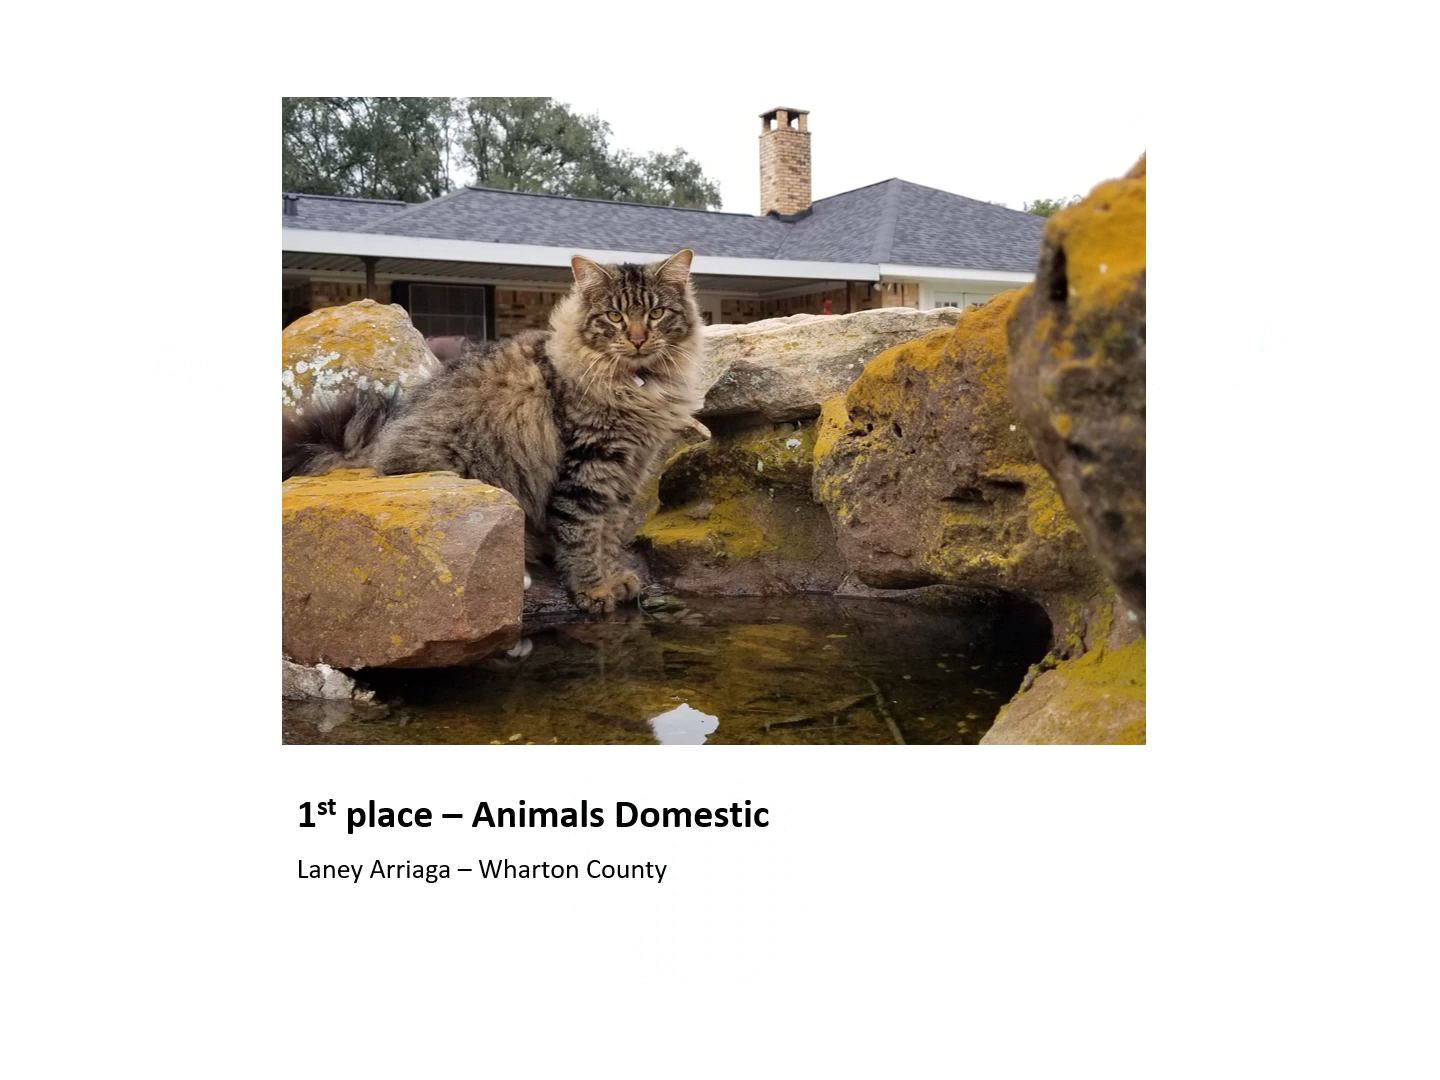 1st place – Animals Domestic
Laney Arriaga – Wharton County